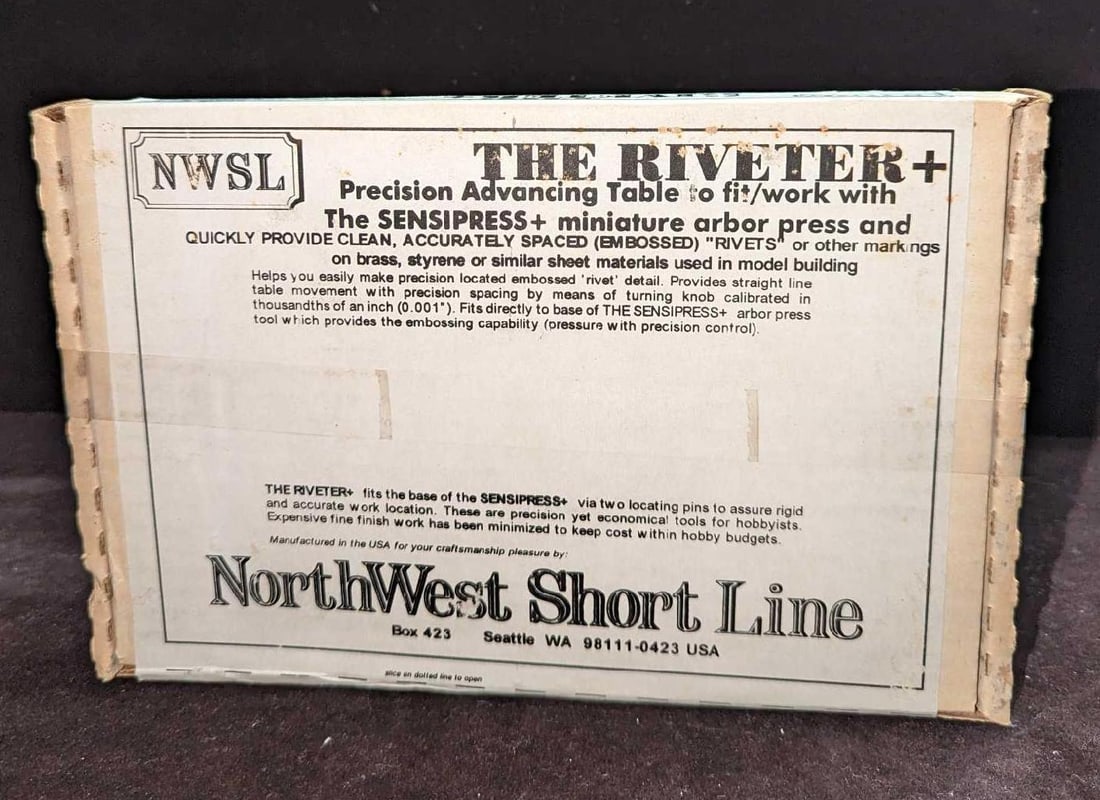 NWSL
THE RIVETER+
Precision Advancing Table to fit/work with
The SENSIPRESS+ miniature arbor press and
QUICKLY PROVIDE CLEAN, ACCURATELY SPACED (EMBOSSED) "RIVETS" or other markings
on brass, styrene or similar sheet materials used in model building
Helps you easily make precision located embossed 'rivet' detail. Provides straight line
table movement with precision spacing by means of turning knob calibrated in
thousandths of an inch (0.001"). Fits directly to base of THE SENSIPRESS+ arbor press
tool which provides the embossing capability (pressure with precision control).
THE RIVETER+ fits the base of the SENSIPRESS+ via two locating pins to assure rigid
and accurate work location. These are precision yet economical tools for hobbyists.
Expensive fine finish work has been minimized to keep cost within hobby budgets.
Manufactured in the USA for your craftsmanship pleasure by:
NorthWest Short Line
Box 423 Seattle WA 98111-0423 USA
slice on dotted line to open